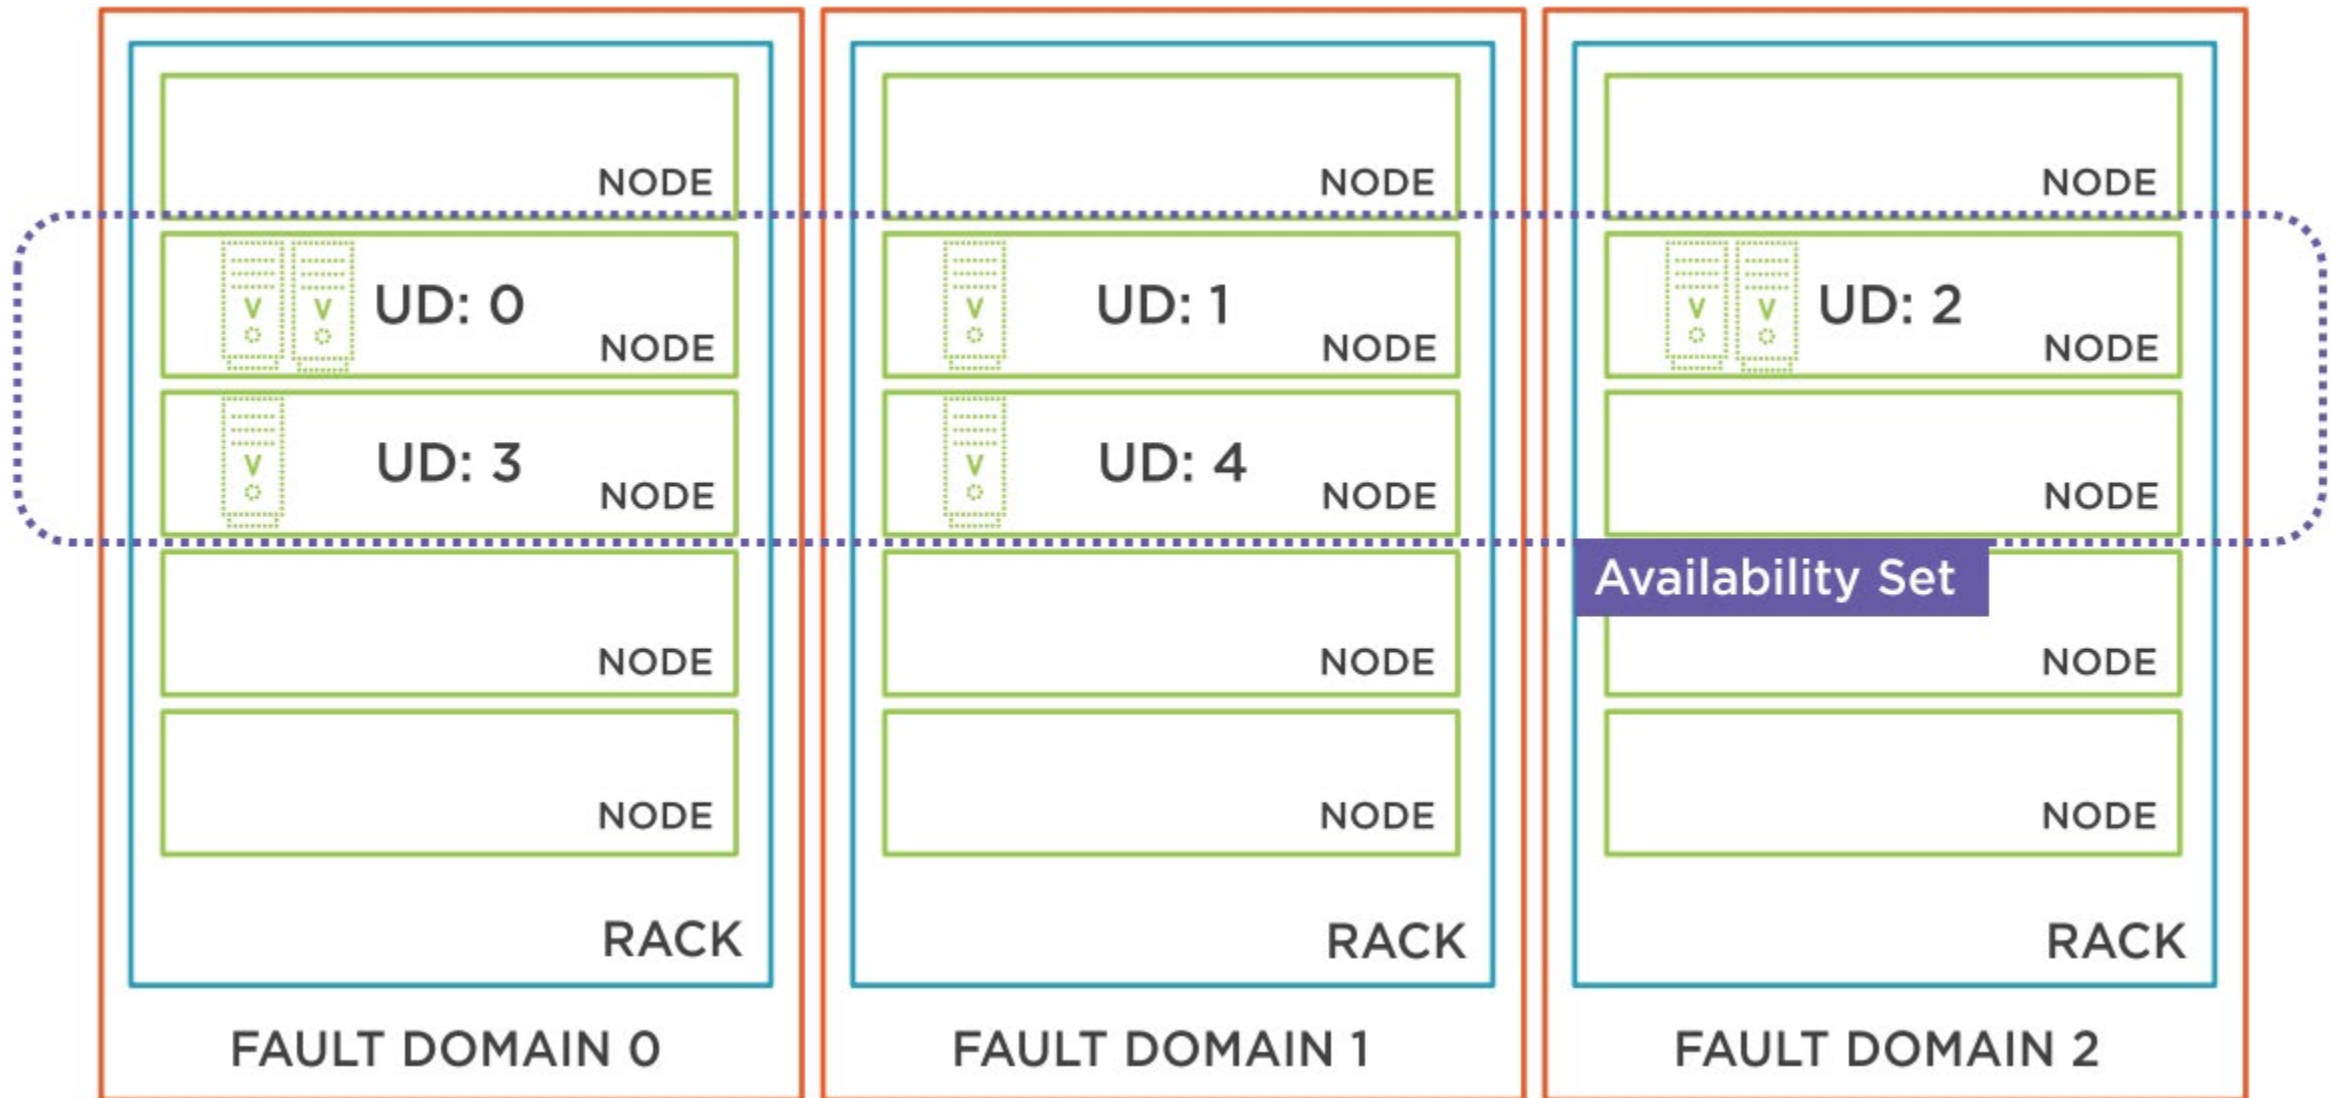 NODE
NODE
NODE
V V UD: 0
NODE
V UD: 1
NODE
V V UD: 2
NODE
V UD: 3
NODE
V UD: 4
NODE
NODE
Availability Set
NODE
NODE
NODE
NODE
NODE
NODE
RACK
RACK
RACK
FAULT DOMAIN 0
FAULT DOMAIN 1
FAULT DOMAIN 2